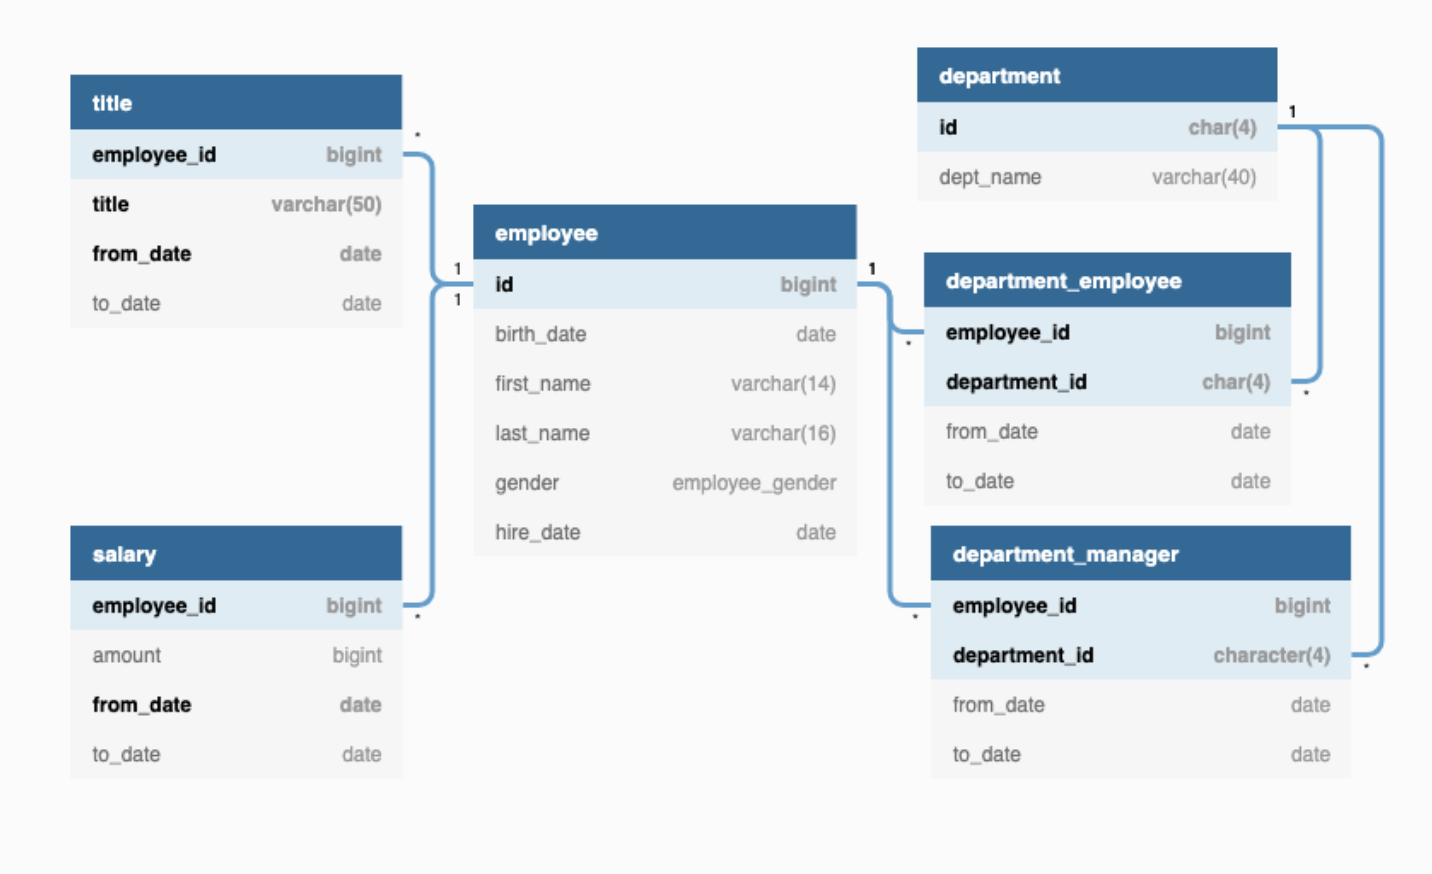 title
employee_id bigint
title varchar(50)
from_date date
to_date date
salary
employee_id bigint
amount bigint
from_date date
to_date date
employee
id bigint
birth_date date
first_name varchar(14)
last_name varchar(16)
gender employee_gender
hire_date date
department
id char(4)
dept_name varchar(40)
department_employee
employee_id bigint
department_id char(4)
from_date date
to_date date
department_manager
employee_id bigint
department_id character(4)
from_date date
to_date date
*
1
1
*
1
*
*
1
*
*